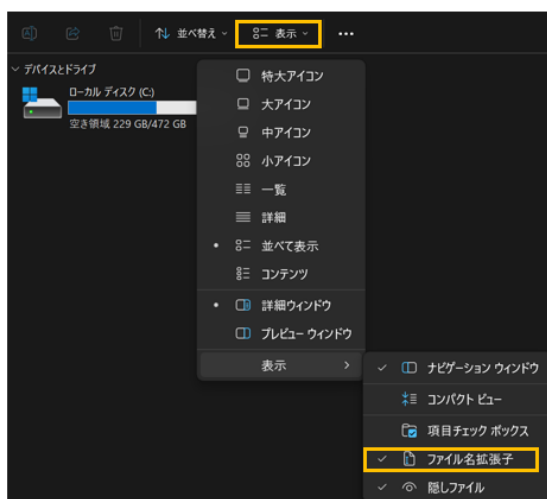 並べ替え
表示
デバイスとドライブ
ローカル ディスク (C:)
空き領域 229 GB/472 GB
特大アイコン
大アイコン
中アイコン
小アイコン
一覧
詳細
並べて表示
コンテンツ
詳細ウィンドウ
プレビュー ウィンドウ
表示
ナビゲーション ウィンドウ
コンパクト ビュー
項目チェック ボックス
ファイル名拡張子
隠しファイル